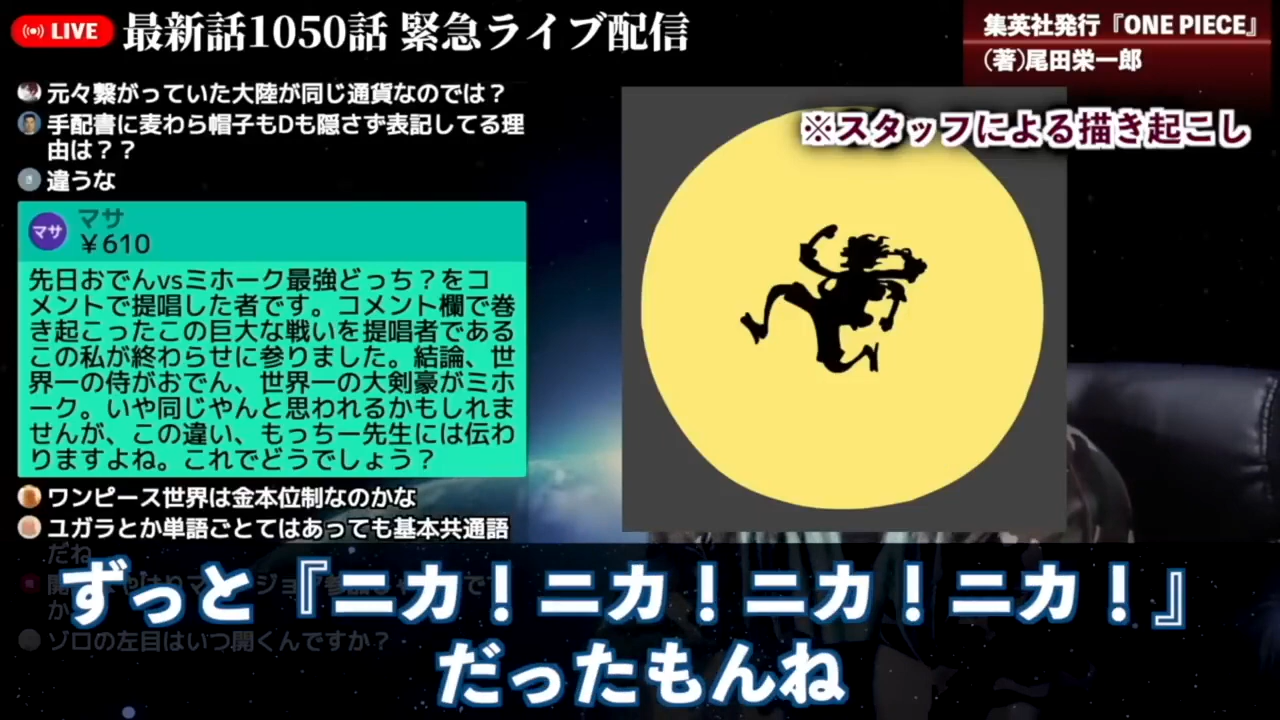 LIVE
最新話1050話 緊急ライブ配信
集英社発行『ONE PIECE』
(著)尾田栄一郎
※スタッフによる描き起こし
元々繋がっていた大陸が同じ通貨なのでは？
手配書に麦わら帽子もDも隠さず表記してる理
由は？？
違うな
マサ
マサ
￥610
先日おでんvsミホーク最強どっち？をコ
メントで提唱した者です。コメント欄で巻
き起こったこの巨大な戦いを提唱者である
この私が終わらせに参りました。結論、世
界一の侍がおでん、世界一の大剣豪がミホ
ーク。いや同じやんと思われるかもしれま
せんが、この違い、もっちー先生には伝わ
りますよね。これでどうでしょう？
ワンピース世界は金本位制なのかな
ユガラとか単語ごとてはあっても基本共通語
だね
ずっと『ニカ！ニカ！ニカ！ニカ！』
だったもんね
ゾロの左目はいつ開くんですか？